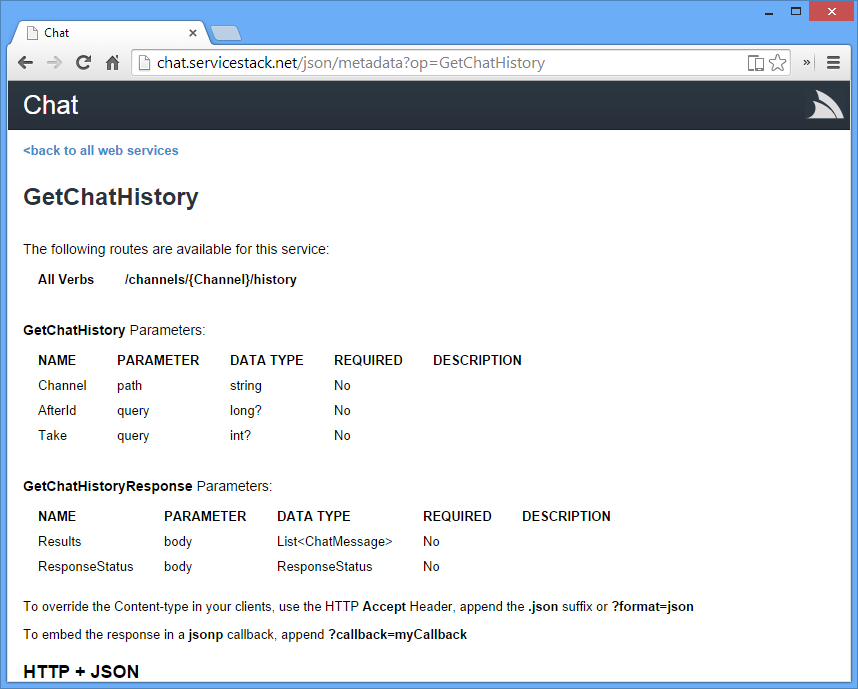 Chat
chat.servicestack.net/json/metadata?op=GetChatHistory
»
Chat
<back to all web services
GetChatHistory
The following routes are available for this service:
All Verbs /channels/{Channel}/history
GetChatHistory Parameters:
NAME PARAMETER DATA TYPE REQUIRED DESCRIPTION
Channel path string No
AfterId query long? No
Take query int? No
GetChatHistoryResponse Parameters:
NAME PARAMETER DATA TYPE REQUIRED DESCRIPTION
Results body List<ChatMessage> No
ResponseStatus body ResponseStatus No
To override the Content-type in your clients, use the HTTP Accept Header, append the .json suffix or ?format=json
To embed the response in a jsonp callback, append ?callback=myCallback
HTTP + JSON